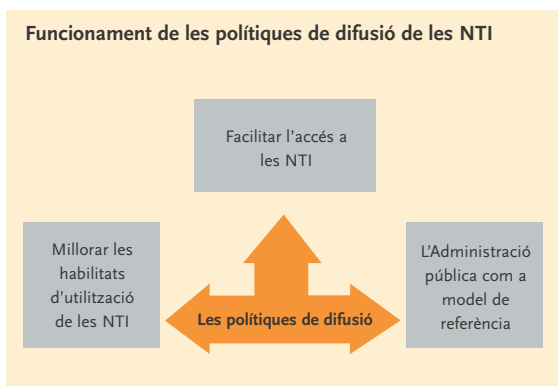 Funcionament de les polítiques de difusió de les NTI
Facilitar l'accés a
les NTI
Millorar les
habilitats
d'utilització
de les NTI
Les polítiques de difusió
L'Administració
pública com a
model de
referència